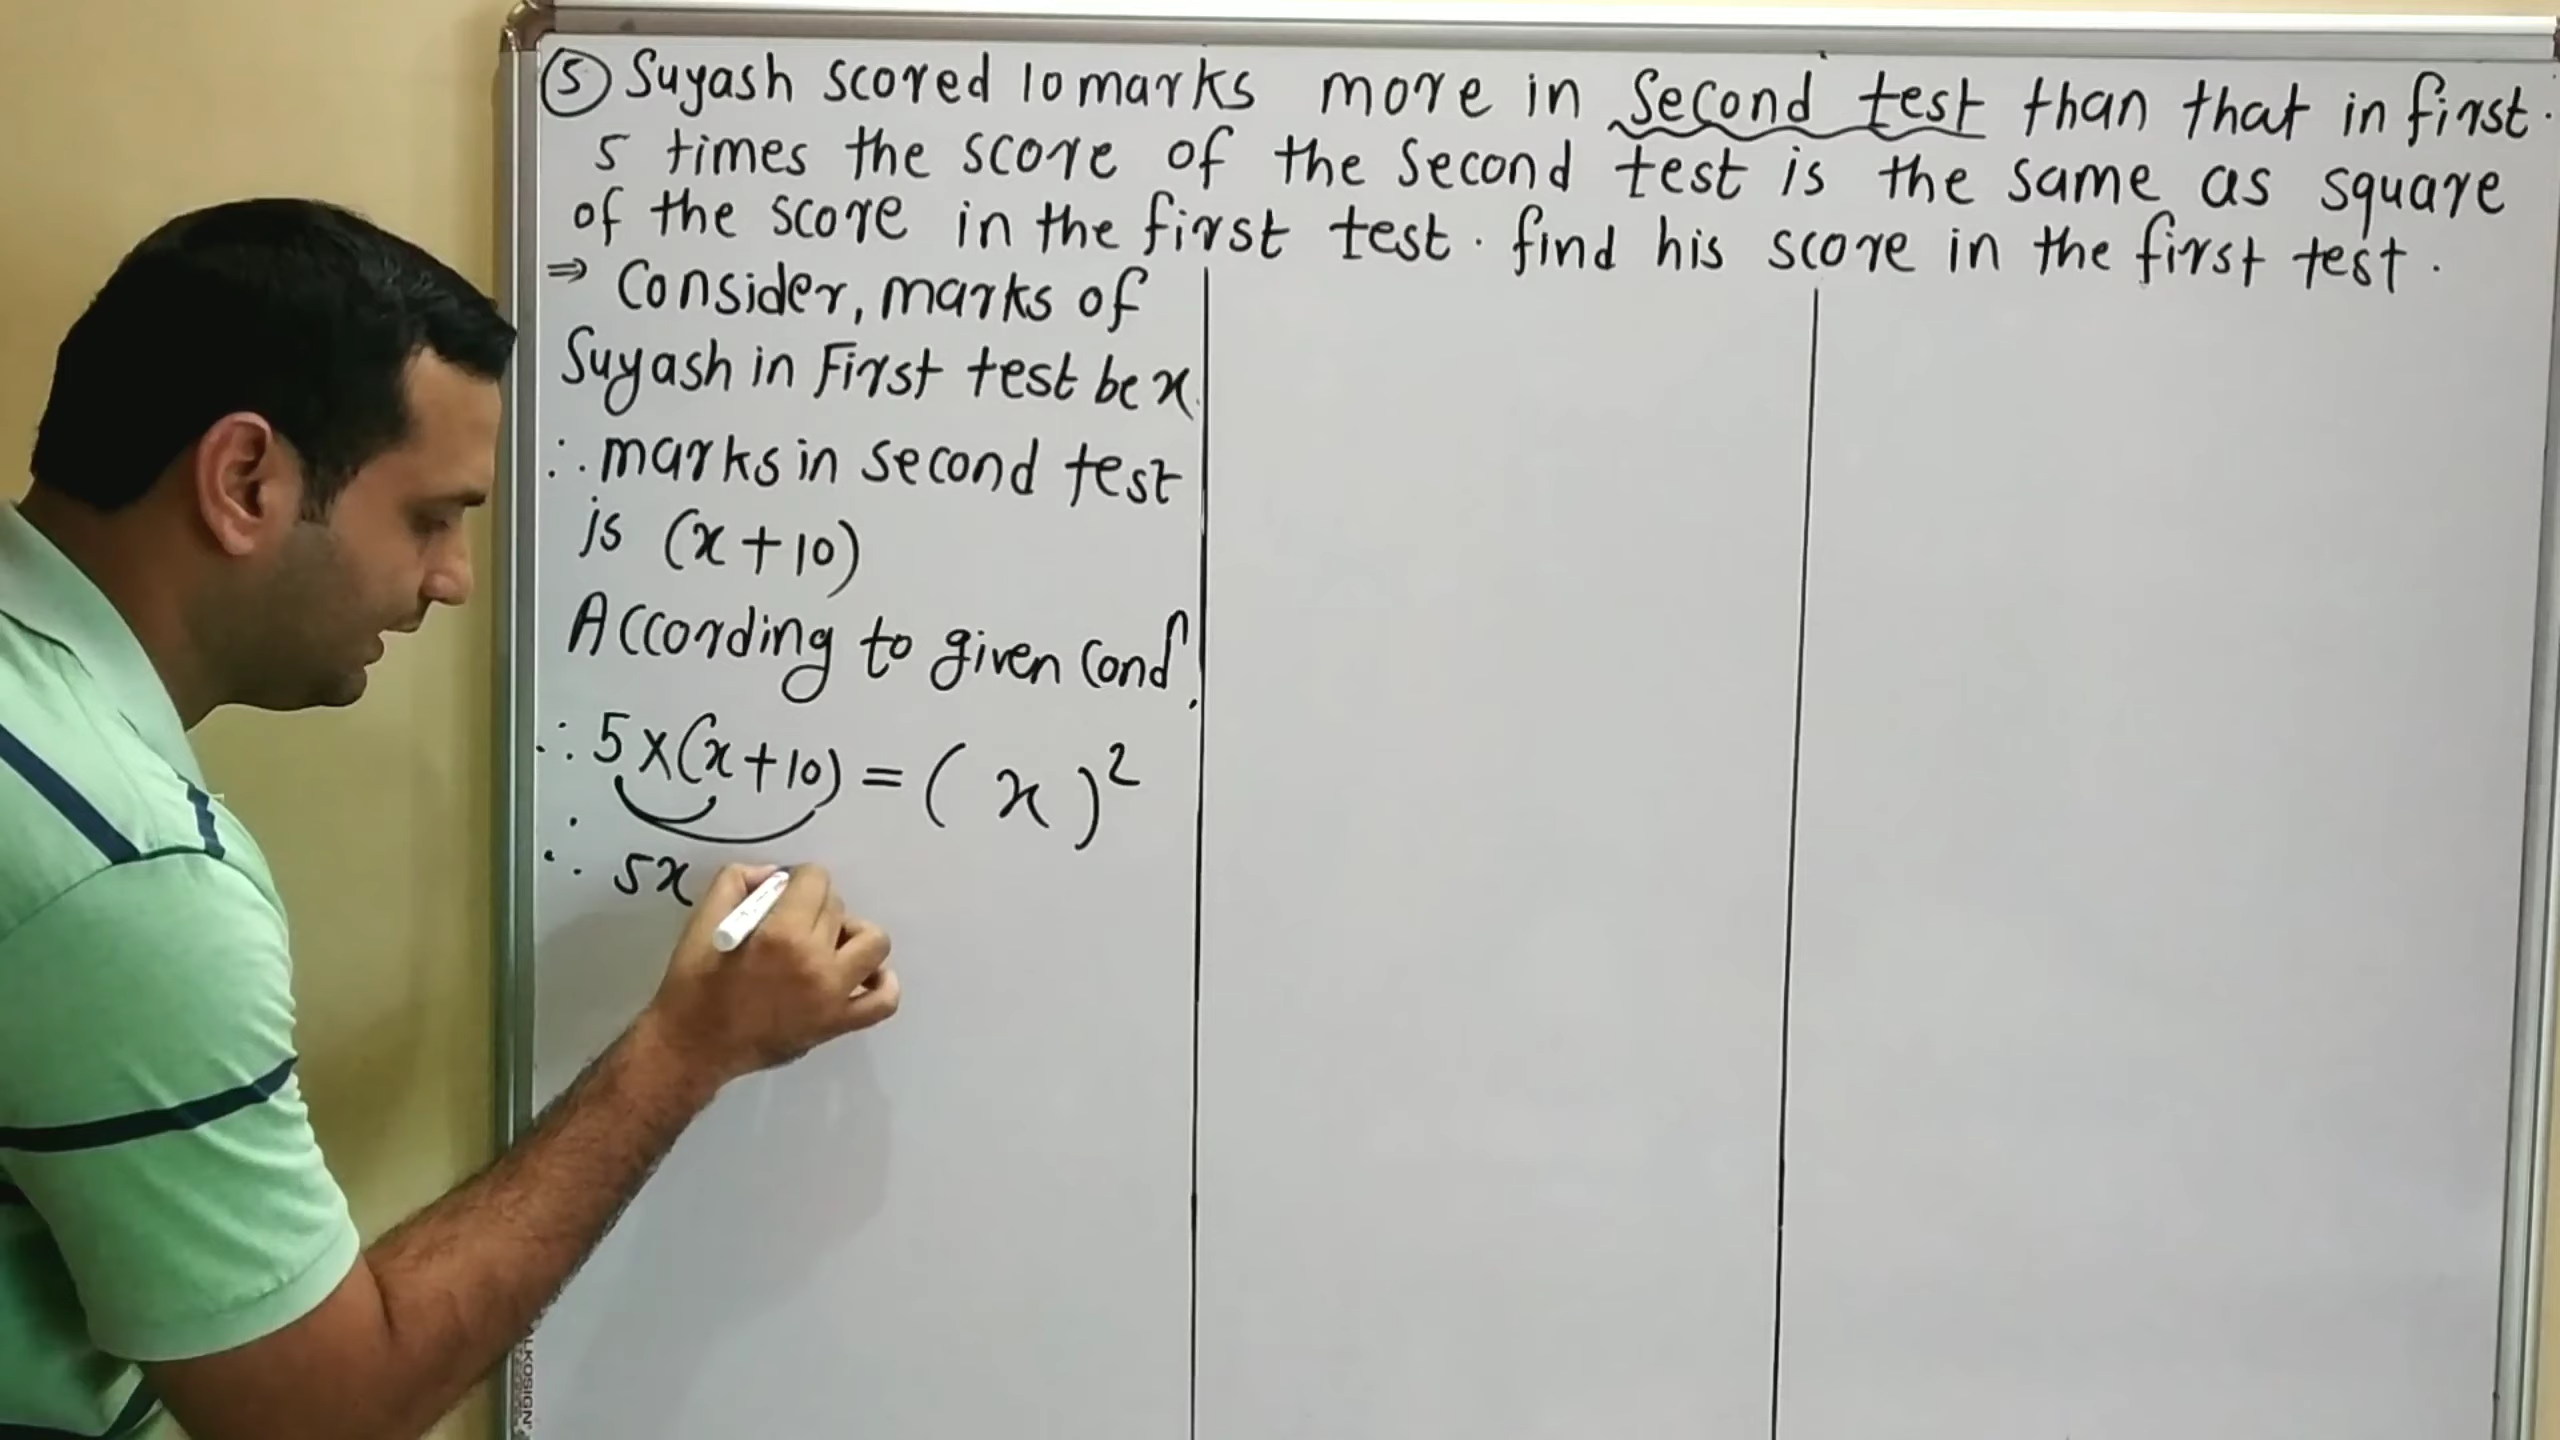 ⑤ Suyash scored 10 marks more in second test than that in first.
5 times the score of the second test is the same as square
of the score in the first test. find his score in the first test.
⇒ Consider, marks of
Suyash in First test be x.
∴ marks in second test
is (x+10)
According to given cond
∴ 5×(x+10) = (x)²
∴ 5x
ALKOSIGN